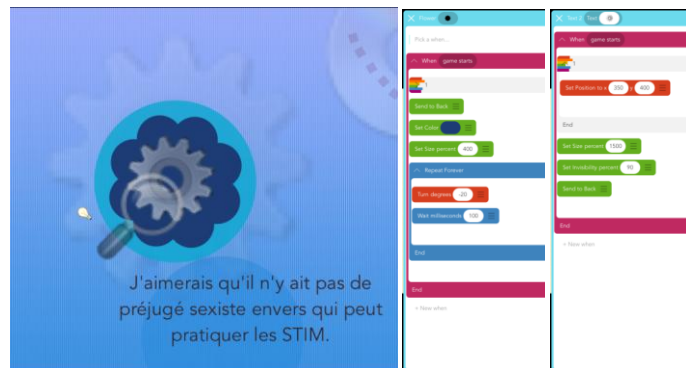 J'aimerais qu'il n'y ait pas de
préjugé sexiste envers qui peut
pratiquer les STIM.
Flower
Pick a when...
When game starts
Send to Back
Set Color
Set Size percent 400
Repeat Forever
Turn degrees -20
Wait milliseconds 100
End
End
+ New when
Text 2 Text
When game starts
Set Position to x 350 y 400
End
Set Size percent 1500
Set Invisibility percent 90
Send to Back
End
+ New when